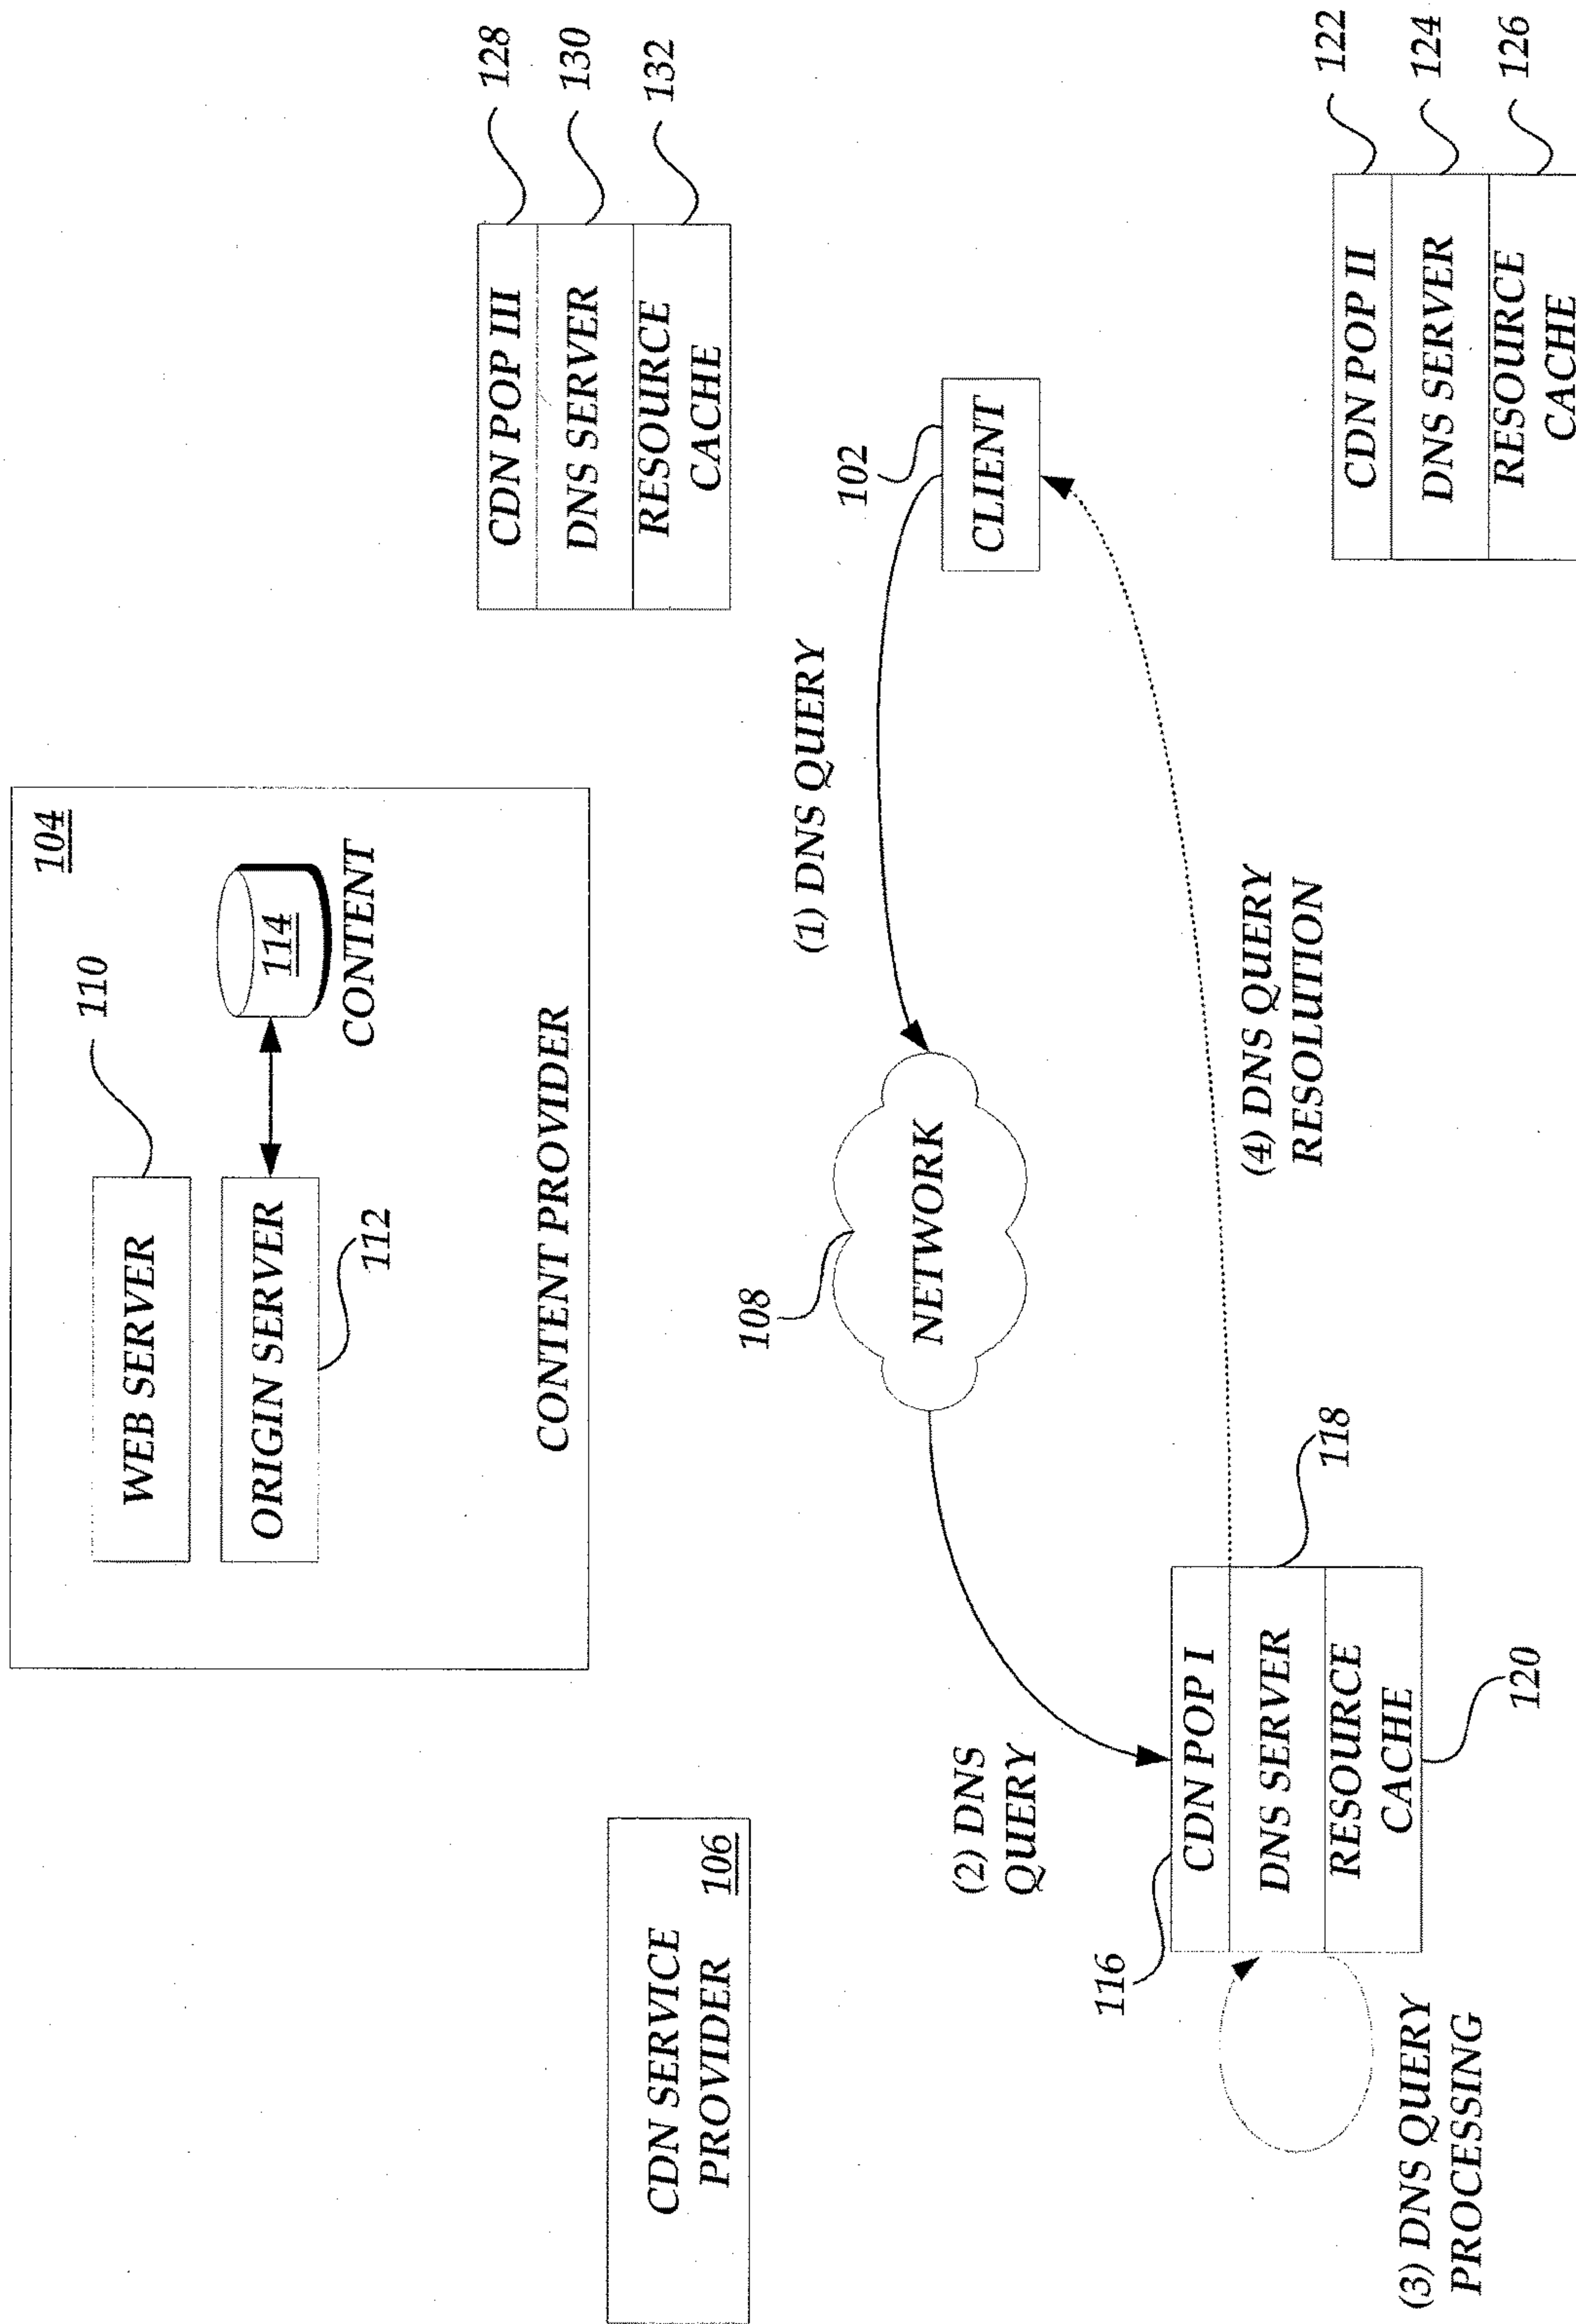 104
WEB SERVER
110
ORIGIN SERVER
112
114
CONTENT
CONTENT PROVIDER
CDN POP III
DNS SERVER
RESOURCE
CACHE
128
130
132
CDN SERVICE
PROVIDER
106
108
NETWORK
(1) DNS QUERY
102
CLIENT
(2) DNS
QUERY
116
CDN POP I
DNS SERVER
RESOURCE
CACHE
118
120
(3) DNS QUERY
PROCESSING
(4) DNS QUERY
RESOLUTION
CDN POP II
DNS SERVER
RESOURCE
CACHE
122
124
126